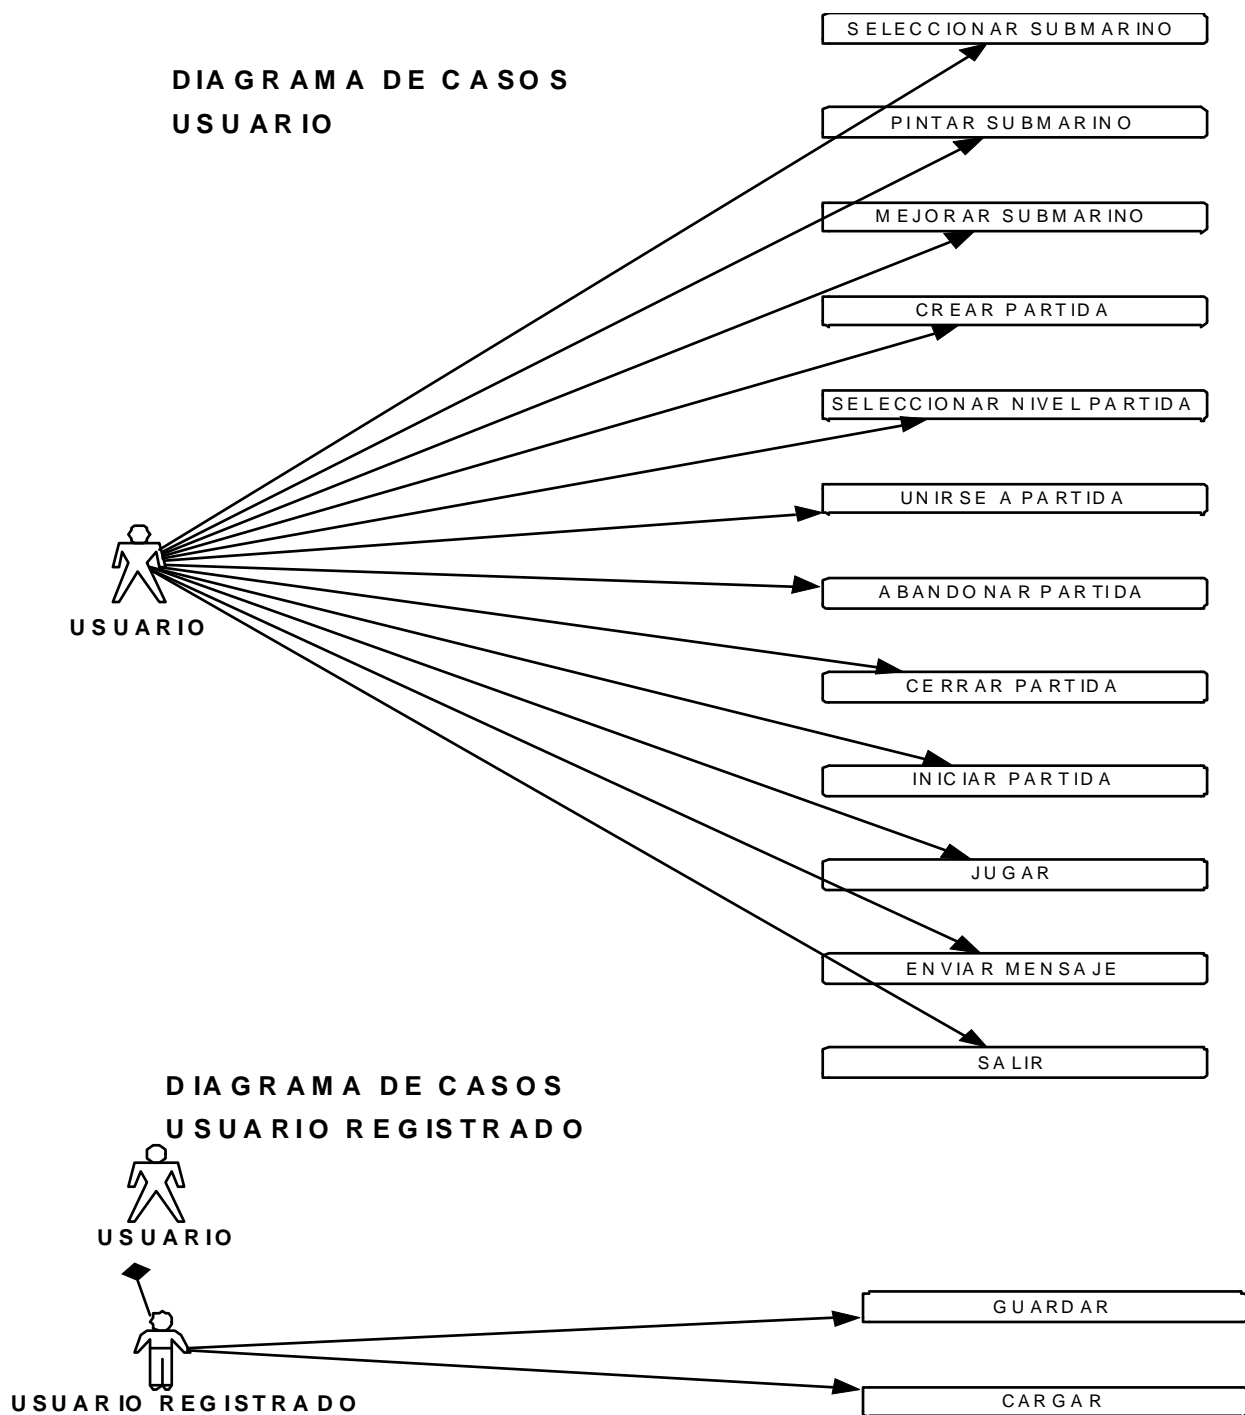 SELECCIONAR SUBMARINO
DIAGRAMA DE CASOS
USUARIO
PINTAR SUBMARINO
MEJORAR SUBMARINO
CREAR PARTIDA
SELECCIONAR NIVEL PARTIDA
UNIRSE A PARTIDA
ABANDONAR PARTIDA
USUARIO
CERRAR PARTIDA
INICIAR PARTIDA
JUGAR
ENVIAR MENSAJE
SALIR
DIAGRAMA DE CASOS
USUARIO REGISTRADO
USUARIO
GUARDAR
USUARIO REGISTRADO
CARGAR